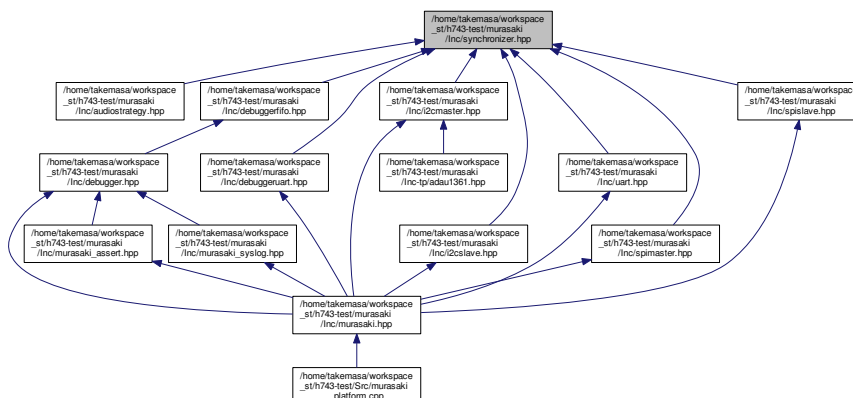 /home/takemasa/workspace
_st/h743-test/murasaki
/Inc/synchronizer.hpp
/home/takemasa/workspace
_st/h743-test/murasaki
/Inc/audiostrategy.hpp
/home/takemasa/workspace
_st/h743-test/murasaki
/Inc/debuggerfifo.hpp
/home/takemasa/workspace
_st/h743-test/murasaki
/Inc/i2cmaster.hpp
/home/takemasa/workspace
_st/h743-test/murasaki
/Inc/spislave.hpp
/home/takemasa/workspace
_st/h743-test/murasaki
/Inc/debugger.hpp
/home/takemasa/workspace
_st/h743-test/murasaki
/Inc/debuggeruart.hpp
/home/takemasa/workspace
_st/h743-test/murasaki
/Inc-tp/adau1361.hpp
/home/takemasa/workspace
_st/h743-test/murasaki
/Inc/uart.hpp
/home/takemasa/workspace
_st/h743-test/murasaki
/Inc/murasaki_assert.hpp
/home/takemasa/workspace
_st/h743-test/murasaki
/Inc/murasaki_syslog.hpp
/home/takemasa/workspace
_st/h743-test/murasaki
/Inc/i2cslave.hpp
/home/takemasa/workspace
_st/h743-test/murasaki
/Inc/spimaster.hpp
/home/takemasa/workspace
_st/h743-test/murasaki
/Inc/murasaki.hpp
/home/takemasa/workspace
_st/h743-test/Src/murasaki
_platform.cpp